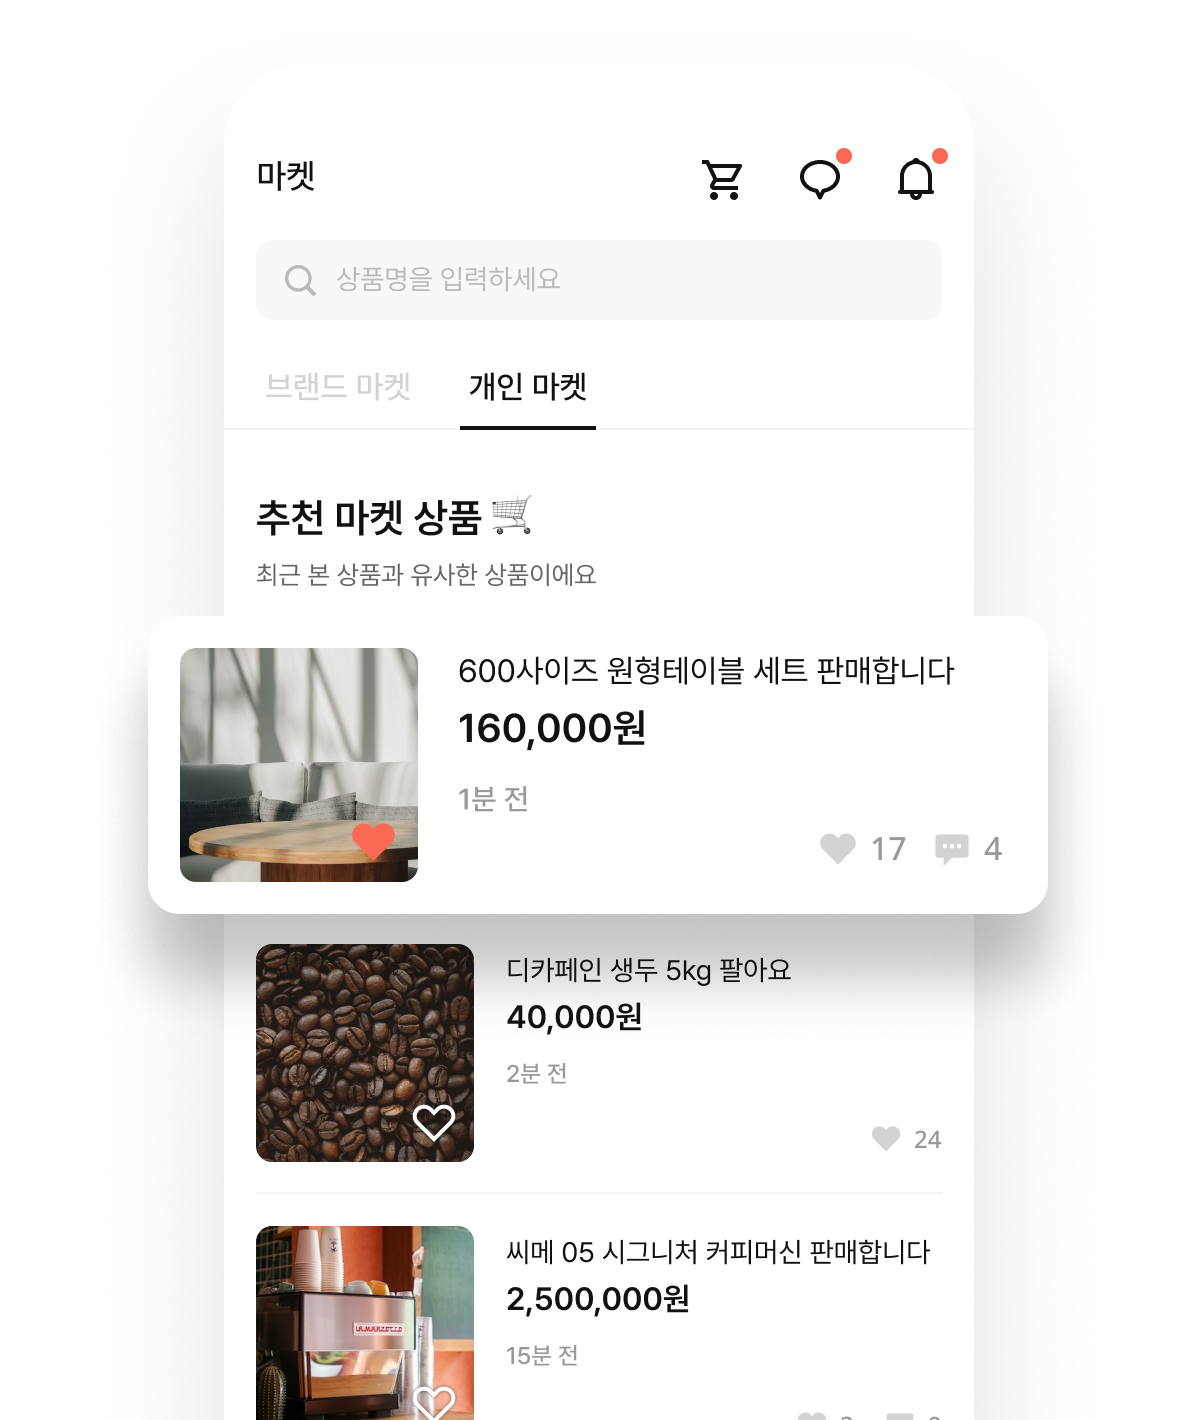 마켓
상품명을 입력하세요
브랜드 마켓 개인 마켓
추천 마켓 상품
최근 본 상품과 유사한 상품이에요
600사이즈 원형테이블 세트 판매합니다
160,000원
1분 전
17 4
디카페인 생두 5kg 팔아요
40,000원
2분 전
24
씨메 05 시그니처 커피머신 판매합니다
2,500,000원
15분 전